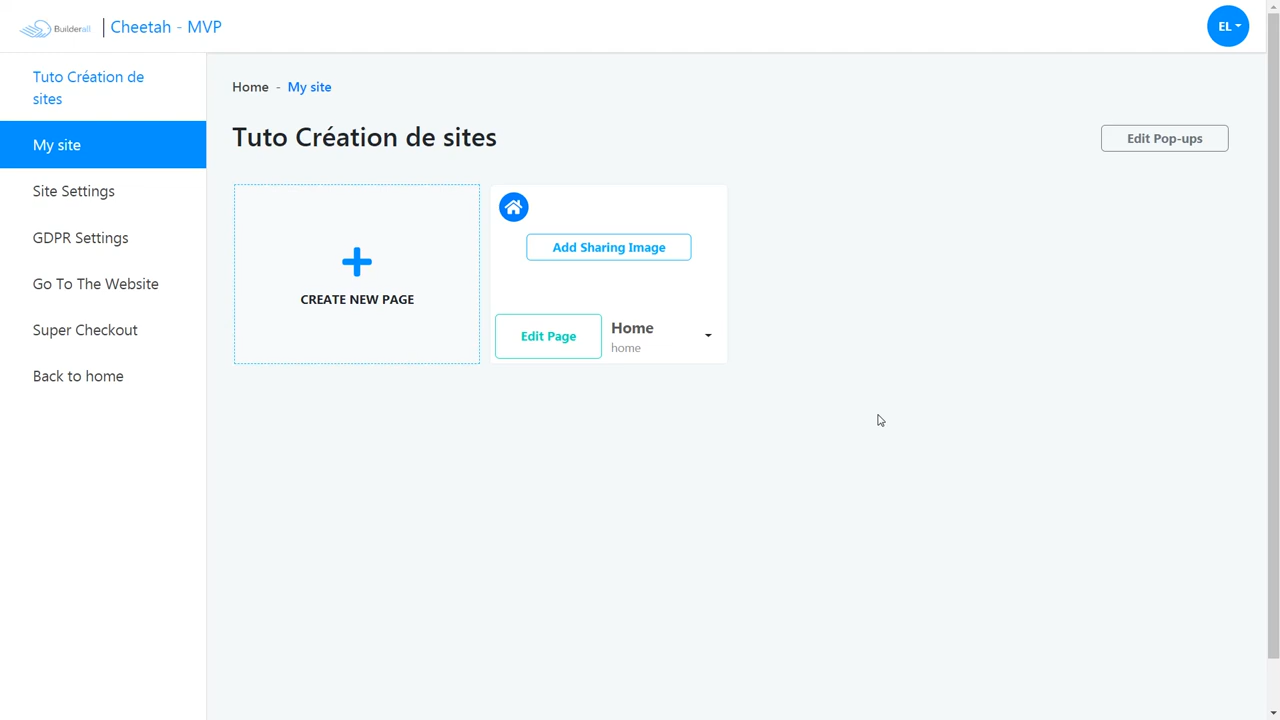 Builderall
Cheetah - MVP
EL
Tuto Création de
sites
My site
Site Settings
GDPR Settings
Go To The Website
Super Checkout
Back to home
Home - My site
Tuto Création de sites
Edit Pop-ups
CREATE NEW PAGE
Add Sharing Image
Edit Page
Home
home